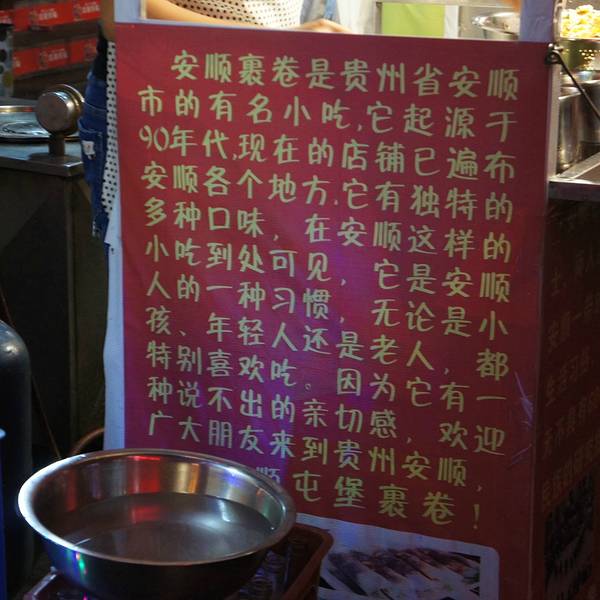 安顺裹卷是贵州省安顺
市的有名小吃,它起源于
90年代,现在的店铺已遍布
安顺各个地方,它有独特的
多种口味，在安顺这样的
小吃到处可见，它是安顺
人的一种习惯，无论是小
孩、年轻人还是老人，都
特别喜欢吃。因为它有一
种说不出的亲切感，欢迎
广大朋友来到贵州安顺，
顺屯堡裹卷！